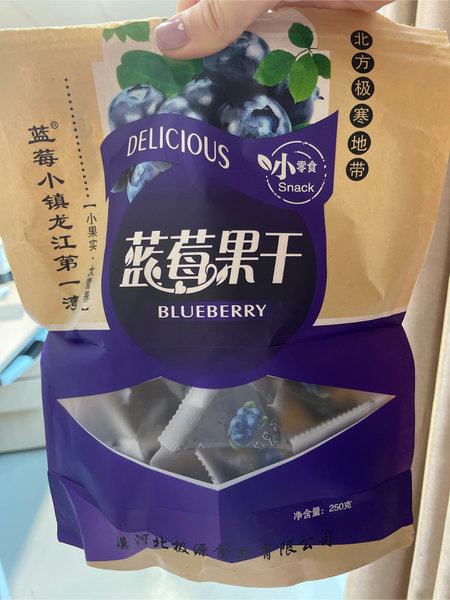 DELICIOUS
小零食
Snack
北方极寒地带
蓝莓小镇龙江第一湾
®
【小果实·大营养】
蓝莓果干
BLUEBERRY
净含量：250克
漠河北极源食品有限公司